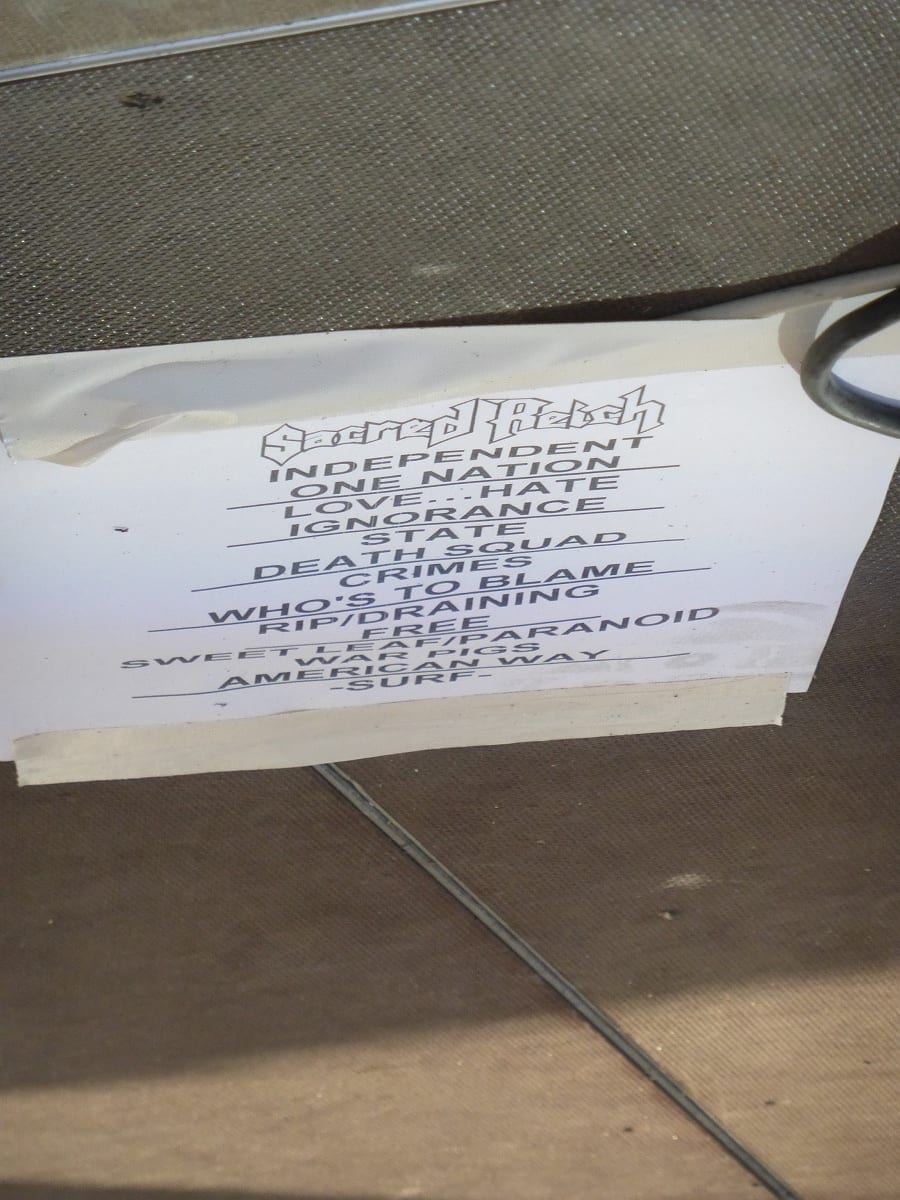 Sacred Reich
INDEPENDENT
ONE NATION
LOVE...HATE
IGNORANCE
STATE
DEATH SQUAD
CRIMES
WHO'S TO BLAME
RIP/DRAINING
FREE
SWEET LEAF/PARANOID
WAR PIGS
AMERICAN WAY
-SURF-